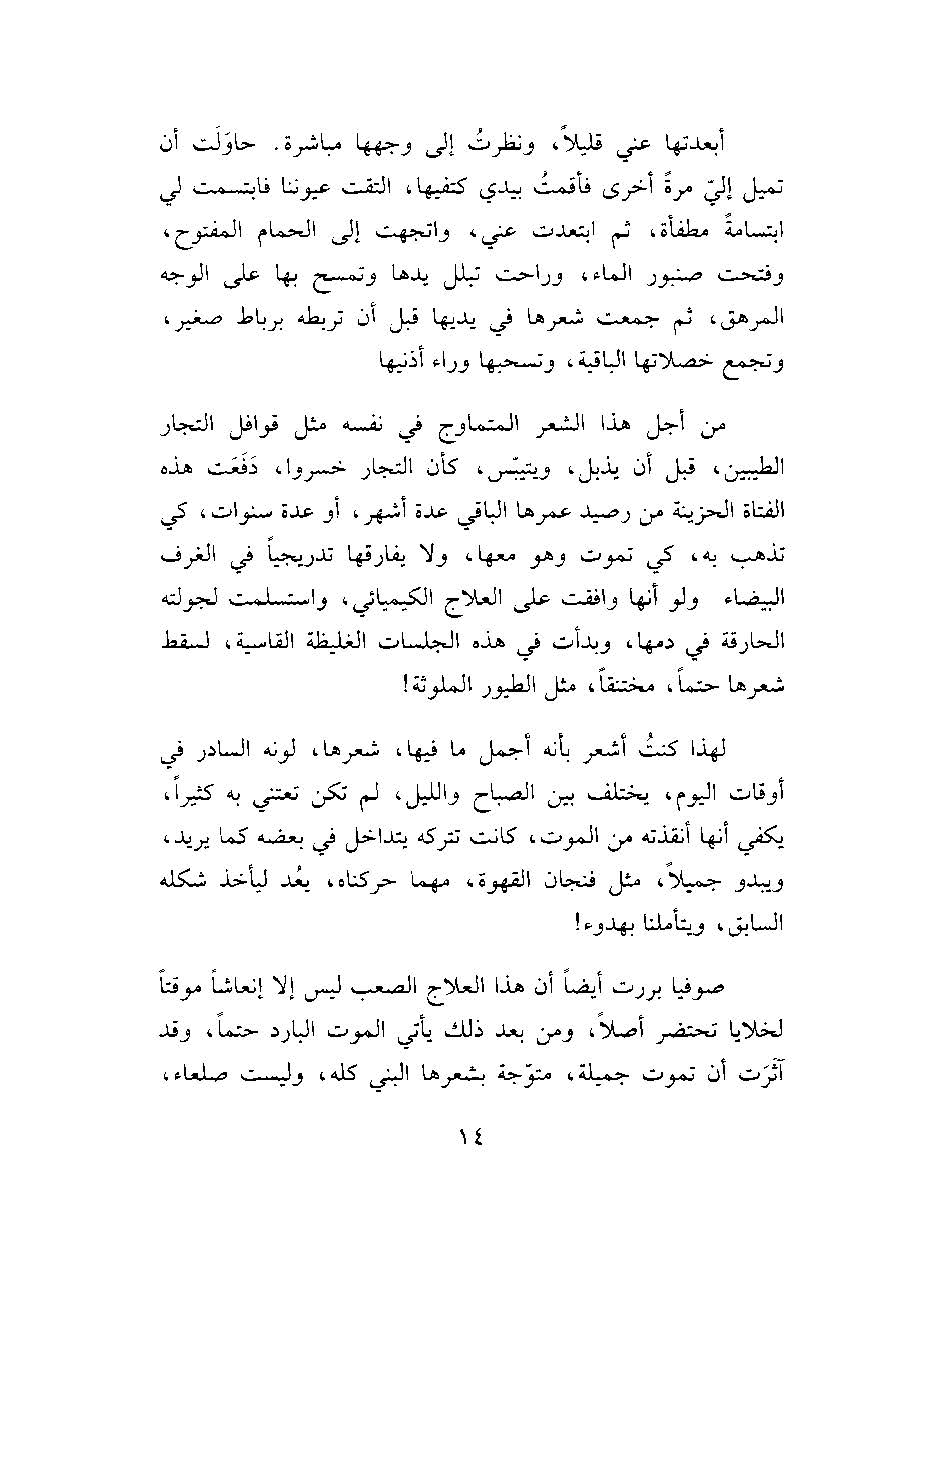 أبعدتها عني قليلاً، ونظرتُ إلى وجهها مباشرة. حاوَلَت أن
تميل إليّ مرةً أخرى فأقمتُ بيدي كتفيها، التقت عيوننا فابتسمت لي
ابتسامةً مطفأة، ثم ابتعدت عني، واتجهت إلى الحمام المفتوح،
وفتحت صنبور الماء، وراحت تبلل يدها وتمسح بها على الوجه
المرهق، ثم جمعت شعرها في يديها قبل أن تربطه برباط صغير،
وتجمع خصلاتها الباقية، وتسحبها وراء أذنيها
من أجل هذا الشعر المتماوج في نفسه مثل قوافل التجار
الطيبين، قبل أن يذبل، ويتيبّس، كأن التجار خسروا، دَفَعَت هذه
الفتاة الحزينة من رصيد عمرها الباقي عدة أشهر، أو عدة سنوات، كي
تذهب به، كي تموت وهو معها، ولا يفارقها تدريجياً في الغرف
البيضاء ولو أنها وافقت على العلاج الكيميائي، واستسلمت لجولته
الحارقة في دمها، وبدأت في هذه الجلسات الغليظة القاسية، لسقط
شعرها حتماً، مختنقاً، مثل الطيور الملوثة!
لهذا كنتُ أشعر بأنه أجمل ما فيها، شعرها، لونه السادر في
أوقات اليوم، يختلف بين الصباح والليل، لم تكن تعتني به كثيراً،
يكفي أنها أنقذته من الموت، كانت تتركه يتداخل في بعضه كما يريد،
ويبدو جميلاً، مثل فنجان القهوة، مهما حركناه، يعُد ليأخذ شكله
السابق، ويتأملنا بهدوء!
صوفيا بررت أيضاً أن هذا العلاج الصعب ليس إلا إنعاشاً موقتاً
لخلايا تحتضر أصلاً، ومن بعد ذلك يأتي الموت البارد حتماً، وقد
آثَرَت أن تموت جميلة، متوّجة بشعرها البني كله، وليست صلعاء،
١٤